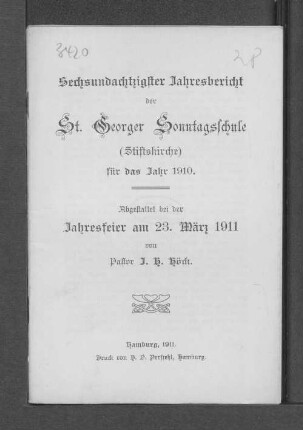 3420
Sechsundachtzigster Jahresbericht
der
St. Georger Sonntagsschule
(Stiftskirche)
für das Jahr 1910.
Abgestattet bei der
Jahresfeier am 23. März 1911
von
Pastor J. H. Höck.
Hamburg, 1911.
Druck von H. O. Persiehl, Hamburg.